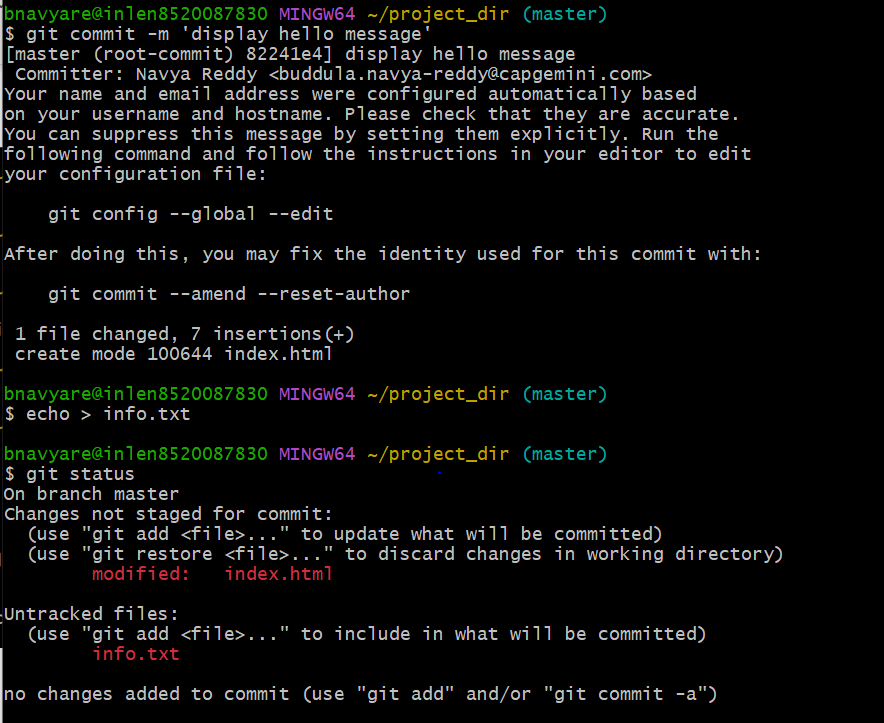 bnavyare@inlen8520087830 MINGW64 ~/project_dir (master)
$ git commit -m 'display hello message'
[master (root-commit) 82241e4] display hello message
 Committer: Navya Reddy <buddula.navya-reddy@capgemini.com>
Your name and email address were configured automatically based
on your username and hostname. Please check that they are accurate.
You can suppress this message by setting them explicitly. Run the
following command and follow the instructions in your editor to edit
your configuration file:
    git config --global --edit
After doing this, you may fix the identity used for this commit with:
    git commit --amend --reset-author
 1 file changed, 7 insertions(+)
 create mode 100644 index.html
bnavyare@inlen8520087830 MINGW64 ~/project_dir (master)
$ echo > info.txt
bnavyare@inlen8520087830 MINGW64 ~/project_dir (master)
$ git status
On branch master
Changes not staged for commit:
  (use "git add <file>..." to update what will be committed)
  (use "git restore <file>..." to discard changes in working directory)
        modified:   index.html
Untracked files:
  (use "git add <file>..." to include in what will be committed)
        info.txt
no changes added to commit (use "git add" and/or "git commit -a")